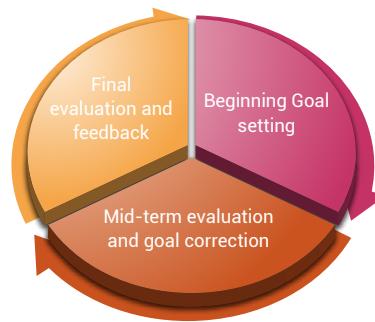 Final
evaluation and
feedback
Beginning Goal
setting
Mid-term evaluation
and goal correction